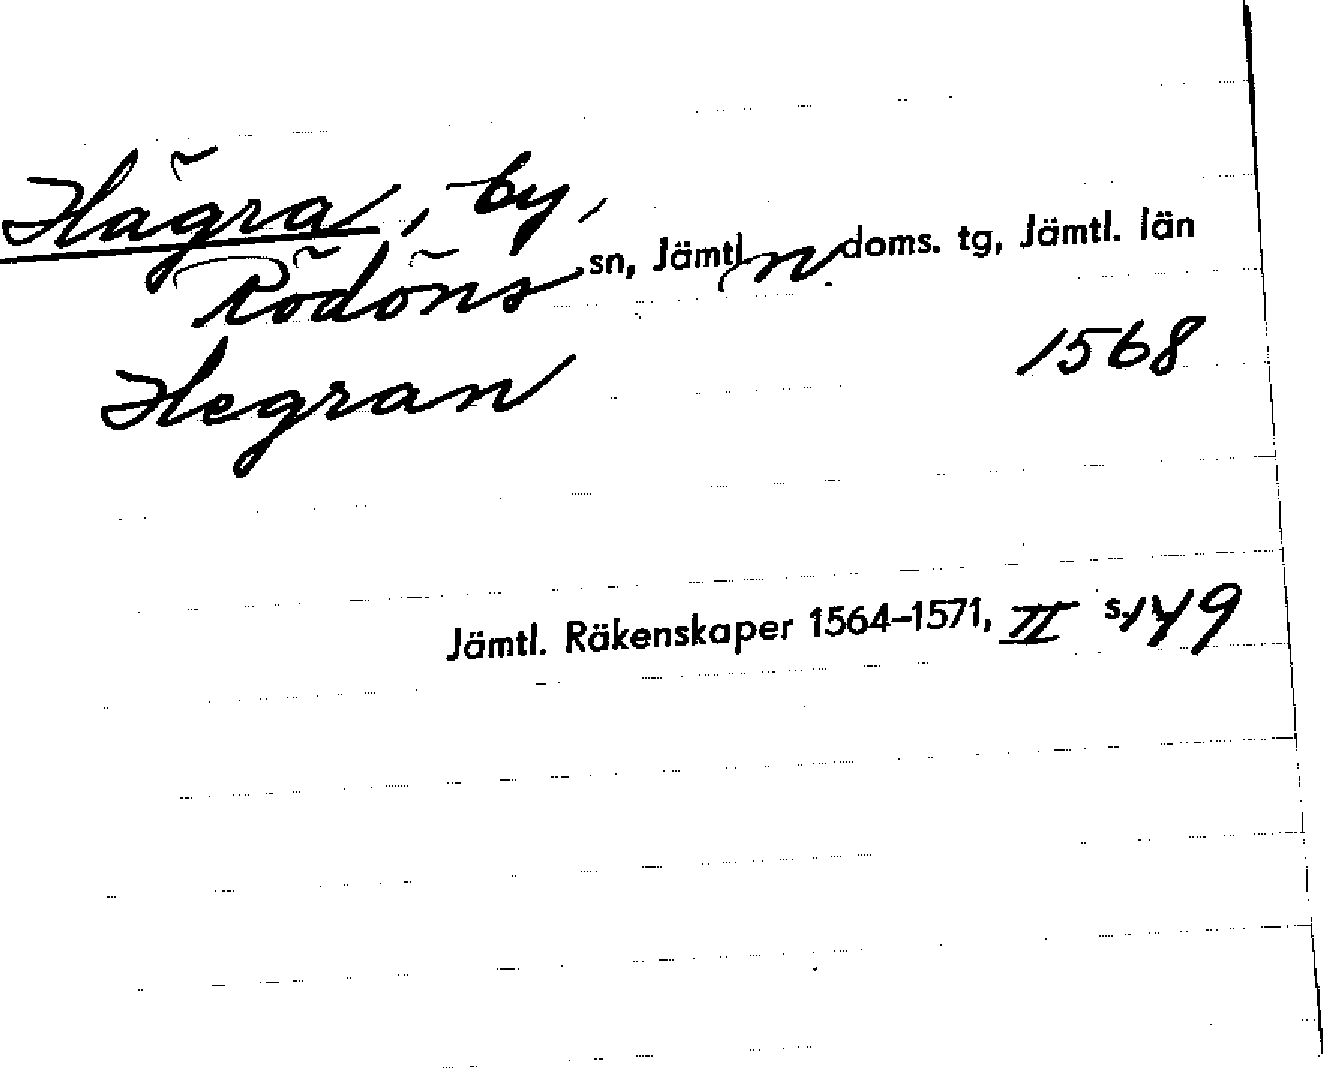 Hägra, by,
Rödöns sn, Jämtl. n. doms. tg, Jämtl. län
Hegran 1568
Jämtl. Räkenskaper 1564–1571, II s. 149